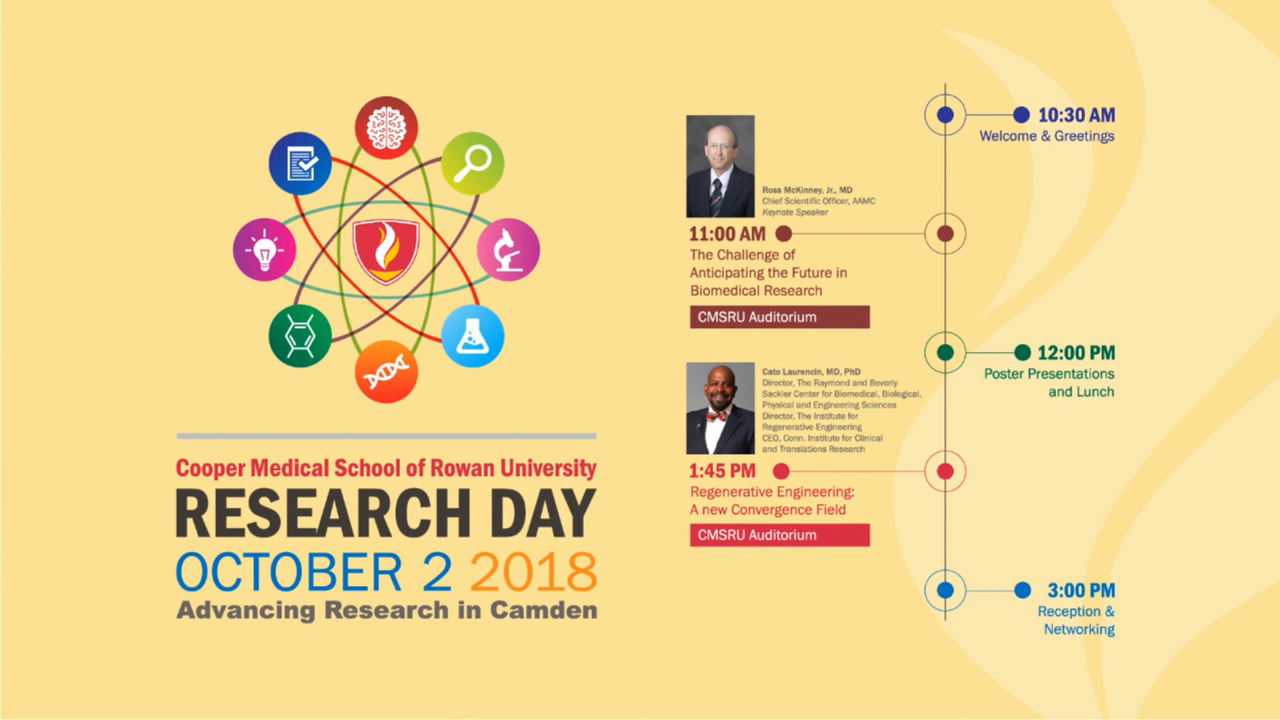 Cooper Medical School of Rowan University
RESEARCH DAY
OCTOBER 2 2018
Advancing Research in Camden
10:30 AM
Welcome & Greetings
Ross McKinney, Jr., MD
Chief Scientific Officer, AAMC
Keynote Speaker
11:00 AM
The Challenge of
Anticipating the Future in
Biomedical Research
CMSRU Auditorium
12:00 PM
Poster Presentations
and Lunch
Cato Laurencin, MD, PhD
Director, The Raymond and Beverly
Sackler Center for Biomedical, Biological,
Physical and Engineering Sciences
Director, The Institute for
Regenerative Engineering
CEO, Conn. Institute for Clinical
and Translations Research
1:45 PM
Regenerative Engineering:
A new Convergence Field
CMSRU Auditorium
3:00 PM
Reception &
Networking